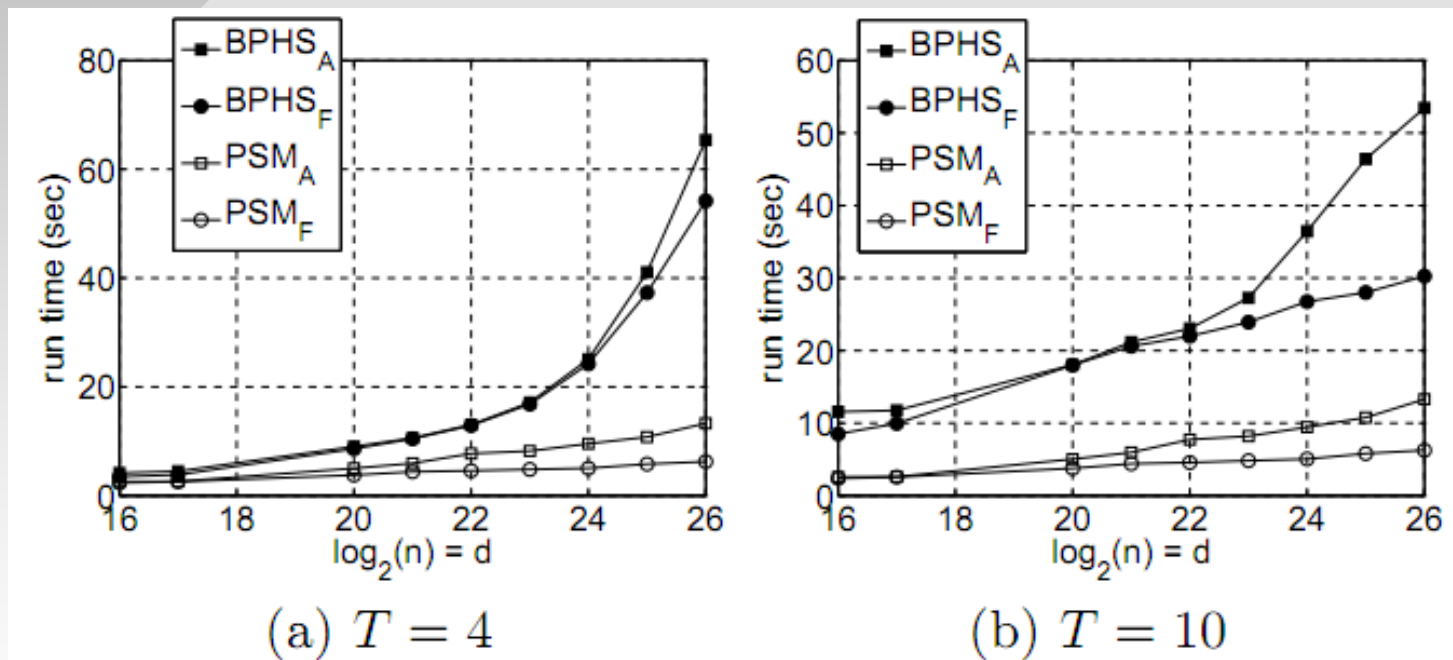 BPHS_A
BPHS_F
PSM_A
PSM_F
80
60
40
20
0
run time (sec)
16 18 20 22 24 26
log_2(n) = d
(a) T = 4
BPHS_A
BPHS_F
PSM_A
PSM_F
60
50
40
30
20
10
0
run time (sec)
16 18 20 22 24 26
log_2(n) = d
(b) T = 10